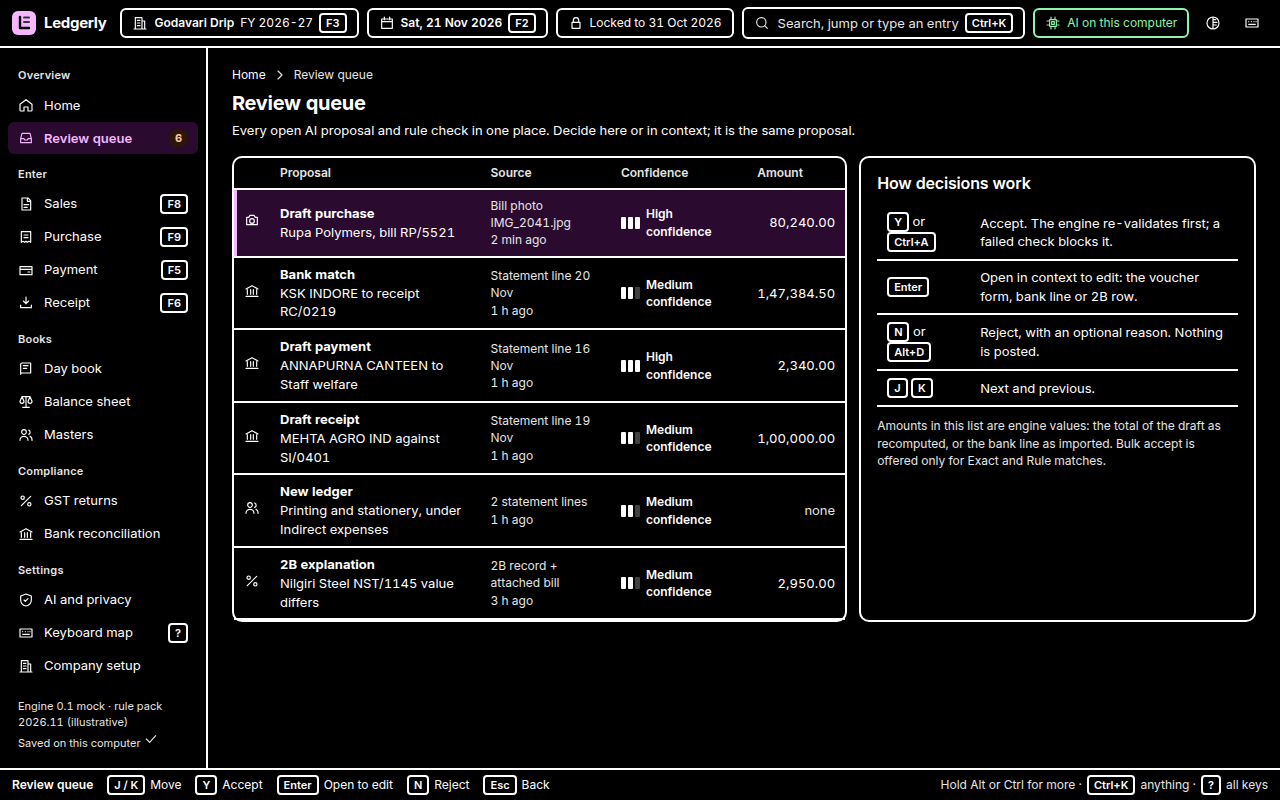 Ledgerly
Godavari Drip FY 2026-27 F3
Sat, 21 Nov 2026 F2
Locked to 31 Oct 2026
Search, jump or type an entry Ctrl+K
AI on this computer
Overview
Home
Review queue 6
Enter
Sales F8
Purchase F9
Payment F5
Receipt F6
Books
Day book
Balance sheet
Masters
Compliance
GST returns
Bank reconciliation
Settings
AI and privacy
Keyboard map ?
Company setup
Engine 0.1 mock · rule pack
2026.11 (illustrative)
Saved on this computer
Home > Review queue
Review queue
Every open AI proposal and rule check in one place. Decide here or in context; it is the same proposal.
Proposal Source Confidence Amount
Draft purchase
Rupa Polymers, bill RP/5521
Bill photo
IMG_2041.jpg
2 min ago
High
confidence
80,240.00
Bank match
KSK INDORE to receipt
RC/0219
Statement line 20
Nov
1 h ago
Medium
confidence
1,47,384.50
Draft payment
ANNAPURNA CANTEEN to
Staff welfare
Statement line 16
Nov
1 h ago
High
confidence
2,340.00
Draft receipt
MEHTA AGRO IND against
SI/0401
Statement line 19
Nov
1 h ago
Medium
confidence
1,00,000.00
New ledger
Printing and stationery, under
Indirect expenses
2 statement lines
1 h ago
Medium
confidence
none
2B explanation
Nilgiri Steel NST/1145 value
differs
2B record +
attached bill
3 h ago
Medium
confidence
2,950.00
How decisions work
Y or
Ctrl+A
Accept. The engine re-validates first; a
failed check blocks it.
Enter
Open in context to edit: the voucher
form, bank line or 2B row.
N or
Alt+D
Reject, with an optional reason. Nothing
is posted.
J K
Next and previous.
Amounts in this list are engine values: the total of the draft as
recomputed, or the bank line as imported. Bulk accept is
offered only for Exact and Rule matches.
Review queue J / K Move Y Accept Enter Open to edit N Reject Esc Back
Hold Alt or Ctrl for more · Ctrl+K anything · ? all keys